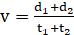 v = (d₁ + d₂) / (t₁ + t₂)